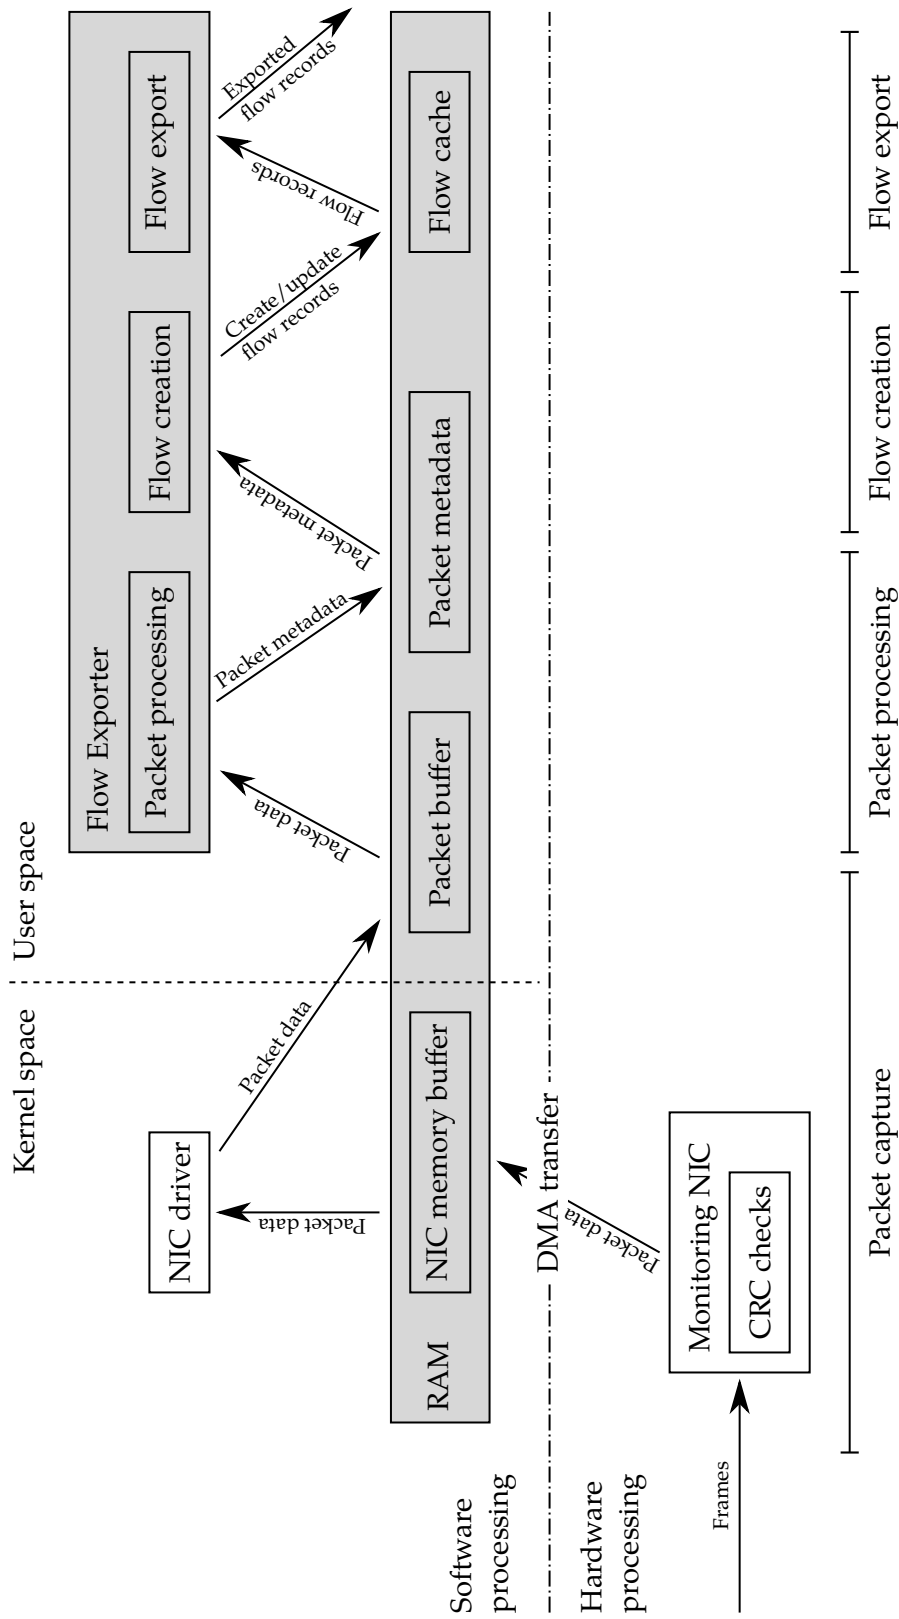 Kernel space
User space
Flow Exporter
NIC driver
Packet processing
Flow creation
Flow export
Packet data
Packet data
Packet data
Packet metadata
Packet metadata
Create/update
flow records
Flow records
Exported
flow records
RAM
NIC memory buffer
Packet buffer
Packet metadata
Flow cache
Software
processing
DMA transfer
Hardware
processing
Packet data
Frames
Monitoring NIC
CRC checks
Packet capture
Packet processing
Flow creation
Flow export